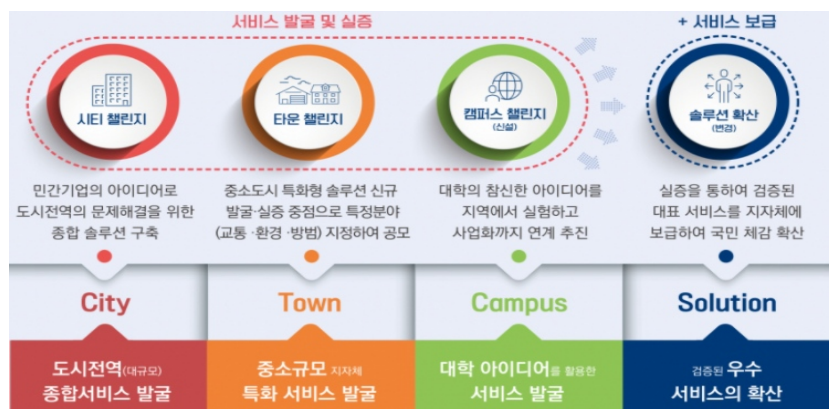 서비스 발굴 및 실증
+ 서비스 보급
시티 챌린지
타운 챌린지
캠퍼스 챌린지
(신설)
솔루션 확산
(변경)
민간기업의 아이디어로
도시전역의 문제해결을 위한
종합 솔루션 구축
중소도시 특화형 솔루션 신규
발굴·실증 중점으로 특정분야
(교통·환경·방범) 지정하여 공모
대학의 참신한 아이디어를
지역에서 실험하고
사업화까지 연계 추진
실증을 통하여 검증된
대표 서비스를 지자체에
보급하여 국민 체감 확산
City
Town
Campus
Solution
도시전역(대규모)
종합서비스 발굴
중소규모 지자체
특화 서비스 발굴
대학 아이디어를 활용한
서비스 발굴
검증된 우수
서비스의 확산